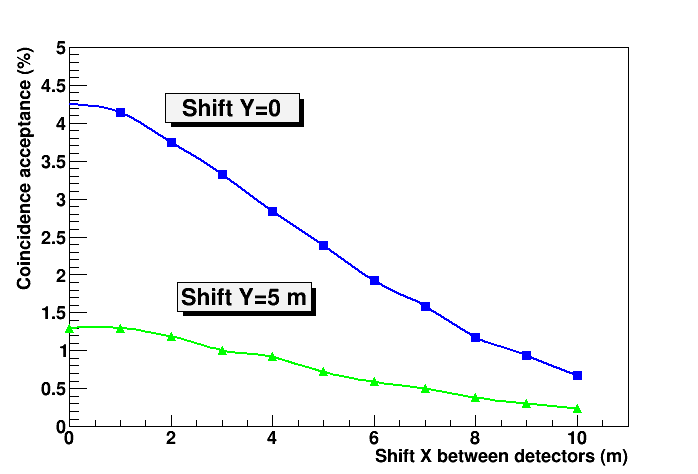 Coincidence acceptance (%)
5
4.5
4
3.5
3
2.5
2
1.5
1
0.5
0
Shift Y=0
Shift Y=5 m
0 2 4 6 8 10
Shift X between detectors (m)